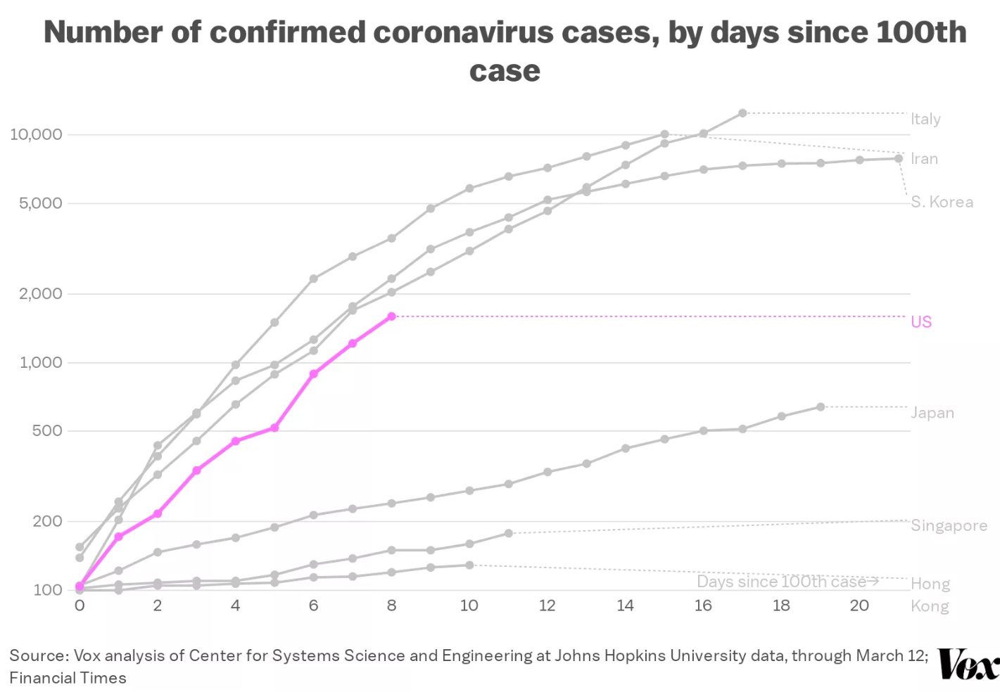 Number of confirmed coronavirus cases, by days since 100th
case
10,000
5,000
2,000
1,000
500
200
100
Italy
Iran
S. Korea
US
Japan
Singapore
Hong
Kong
Days since 100th case→
0 2 4 6 8 10 12 14 16 18 20
Source: Vox analysis of Center for Systems Science and Engineering at Johns Hopkins University data, through March 12;
Financial Times
Vox